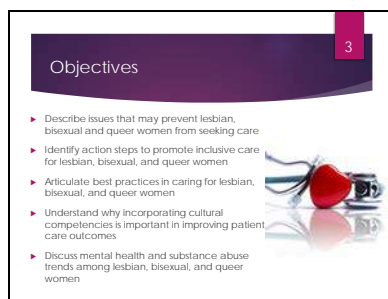 3
Objectives
Describe issues that may prevent lesbian,
bisexual and queer women from seeking care
Identify action steps to promote inclusive care
for lesbian, bisexual, and queer women
Articulate best practices in caring for lesbian,
bisexual, and queer women
Understand why incorporating cultural
competencies is important in improving patient
care outcomes
Discuss mental health and substance abuse
trends among lesbian, bisexual, and queer
women